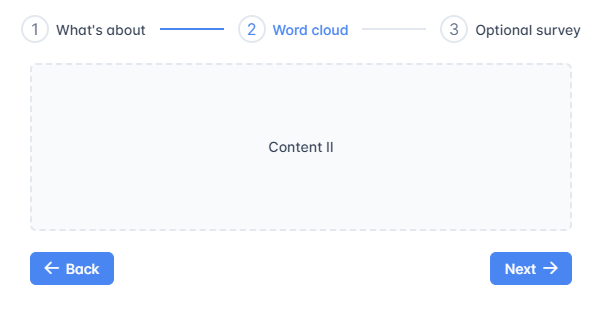 1 What's about 2 Word cloud 3 Optional survey
Content II
← Back Next →